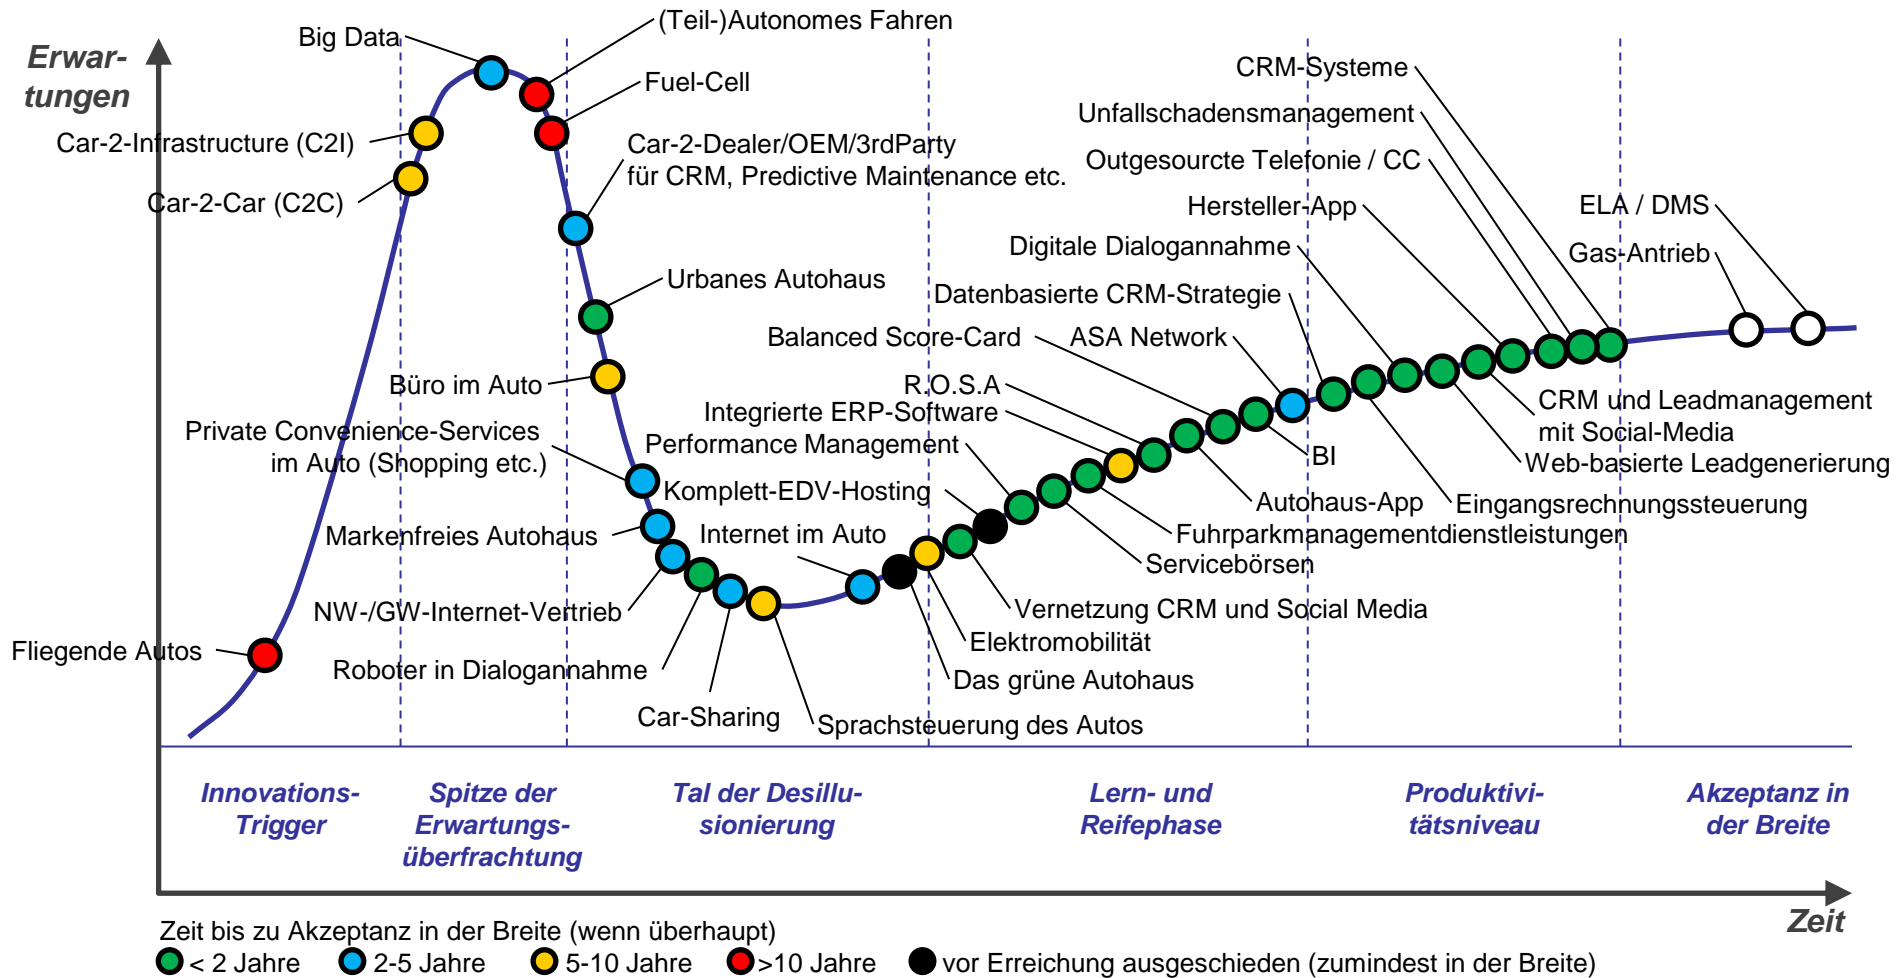 Erwar-
tungen
Big Data
(Teil-)Autonomes Fahren
Fuel-Cell
Car-2-Infrastructure (C2I)
Car-2-Car (C2C)
Car-2-Dealer/OEM/3rdParty
für CRM, Predictive Maintenance etc.
Urbanes Autohaus
Büro im Auto
Private Convenience-Services
im Auto (Shopping etc.)
Markenfreies Autohaus
NW-/GW-Internet-Vertrieb
Fliegende Autos
Roboter in Dialogannahme
Car-Sharing
Sprachsteuerung des Autos
Internet im Auto
Das grüne Autohaus
Elektromobilität
Vernetzung CRM und Social Media
Komplett-EDV-Hosting
Performance Management
Servicebörsen
Fuhrparkmanagementdienstleistungen
Integrierte ERP-Software
R.O.S.A
Autohaus-App
Balanced Score-Card
BI
ASA Network
Datenbasierte CRM-Strategie
Eingangsrechnungssteuerung
Digitale Dialogannahme
Web-basierte Leadgenerierung
CRM und Leadmanagement
mit Social-Media
Hersteller-App
Outgesourcte Telefonie / CC
Unfallschadensmanagement
CRM-Systeme
Gas-Antrieb
ELA / DMS
Innovations-
Trigger
Spitze der
Erwartungs-
überfrachtung
Tal der Desillu-
sionierung
Lern- und
Reifephase
Produktivi-
tätsniveau
Akzeptanz in
der Breite
Zeit
Zeit bis zu Akzeptanz in der Breite (wenn überhaupt)
< 2 Jahre
2-5 Jahre
5-10 Jahre
>10 Jahre
vor Erreichung ausgeschieden (zumindest in der Breite)